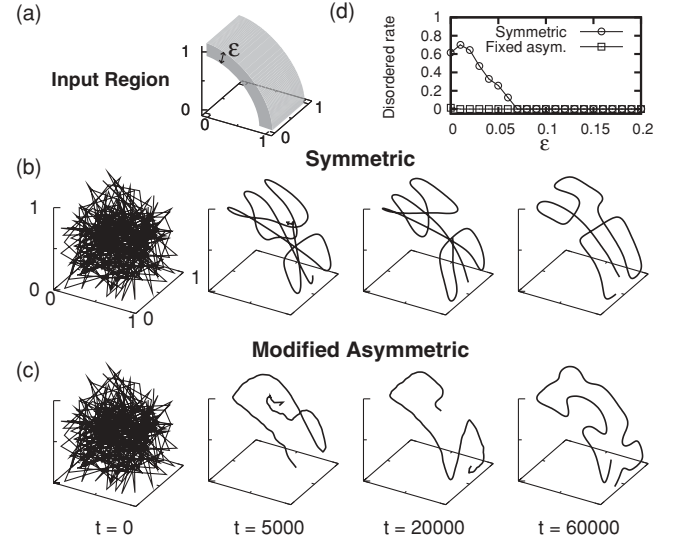 (a)
Input Region
1
ε
0
0
1
0
1
(d)
Disordered rate
1
0.8
0.6
0.4
0.2
0
Symmetric
Fixed asym.
0
0.05
0.1
0.15
0.2
ε
Symmetric
(b)
1
0
0
1
0
1
Modified Asymmetric
(c)
t = 0
t = 5000
t = 20000
t = 60000